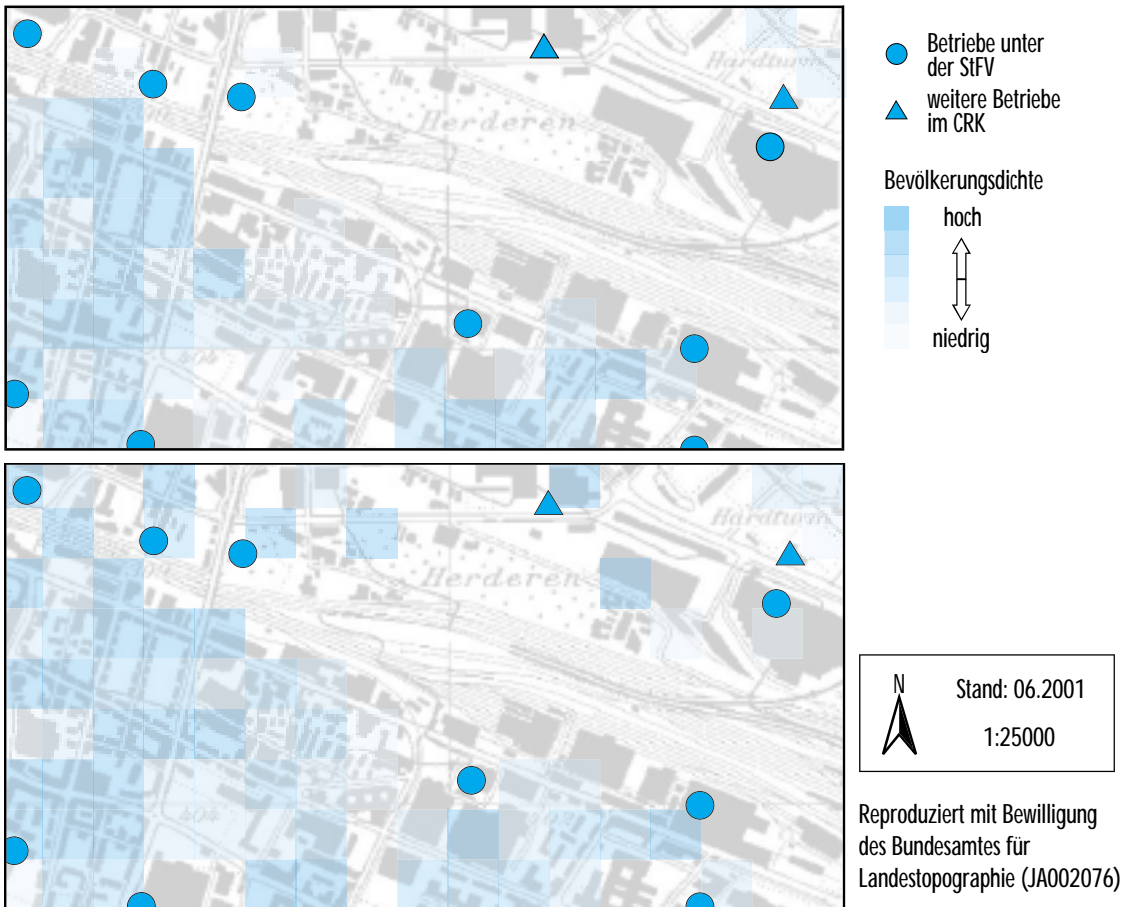 Hardturm
Herderen
Betriebe unter
der StFV
weitere Betriebe
im CRK
Bevölkerungsdichte
hoch
niedrig
Hardturm
Herderen
404
N
Stand: 06.2001
1:25000
Reproduziert mit Bewilligung
des Bundesamtes für
Landestopographie (JA002076)